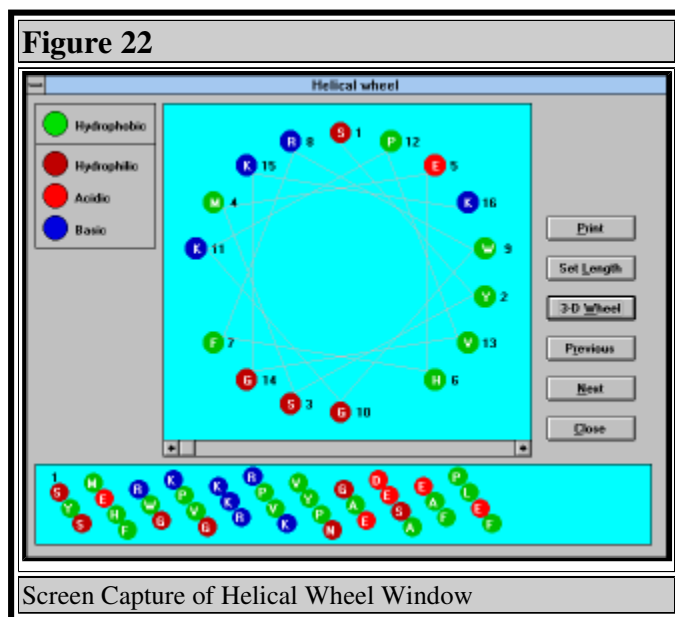 Figure 22
Helical wheel
Hydrophobic
Hydrophilic
Acidic
Basic
S 1
R 8
P 12
K 15
E 5
M 4
K 16
K 11
W 9
Y 2
F 7
V 13
G 14
H 6
S 3
G 10
Print
Set Length
3-D Wheel
Previous
Next
Close
1
S Y S
M E H F
R W G
K P V G
K K R
R P V K
V Y P N
G A E
D E S A
E A F
P L E F
Screen Capture of Helical Wheel Window